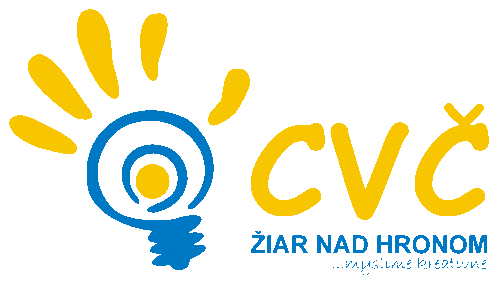 CVČ
ŽIAR NAD HRONOM
...myslíme kreatívne